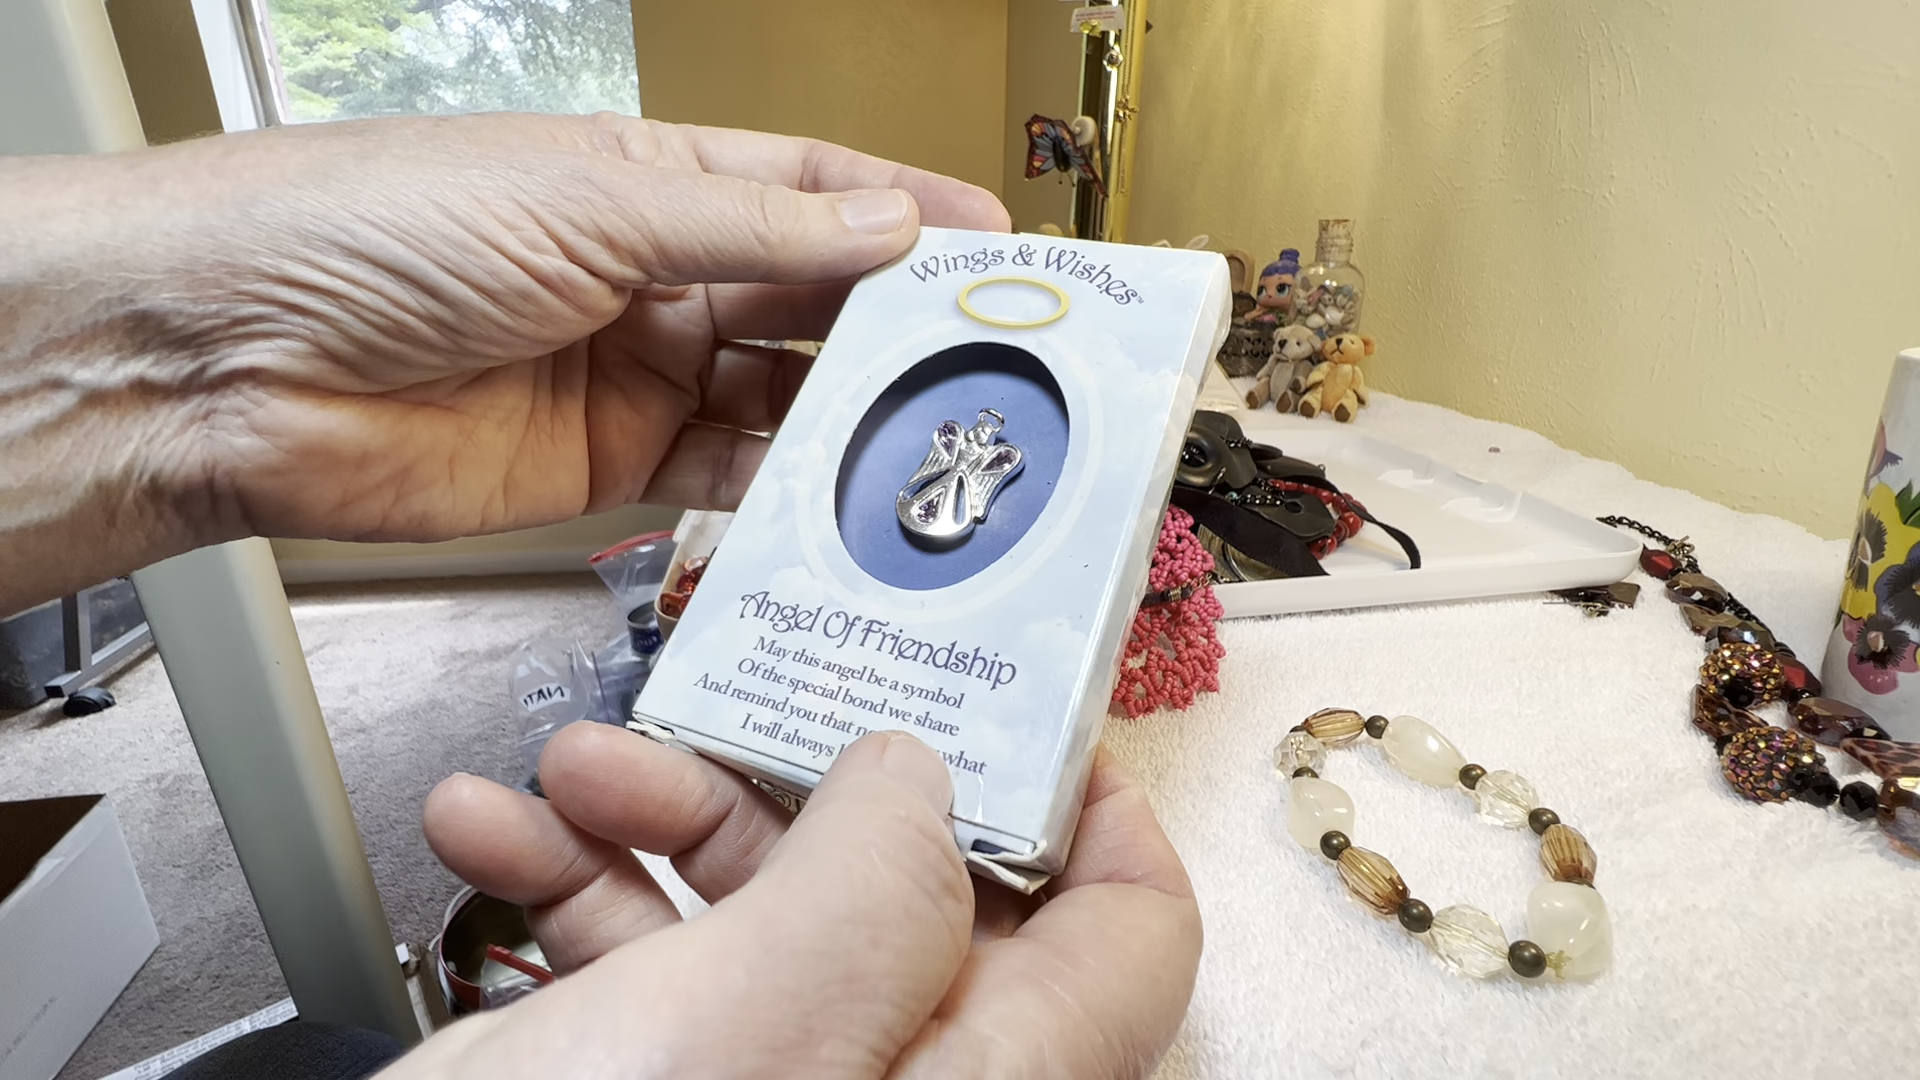 Wings & Wishes™
Angel Of Friendship
May this angel be a symbol
Of the special bond we share
And remind you that what
I will always